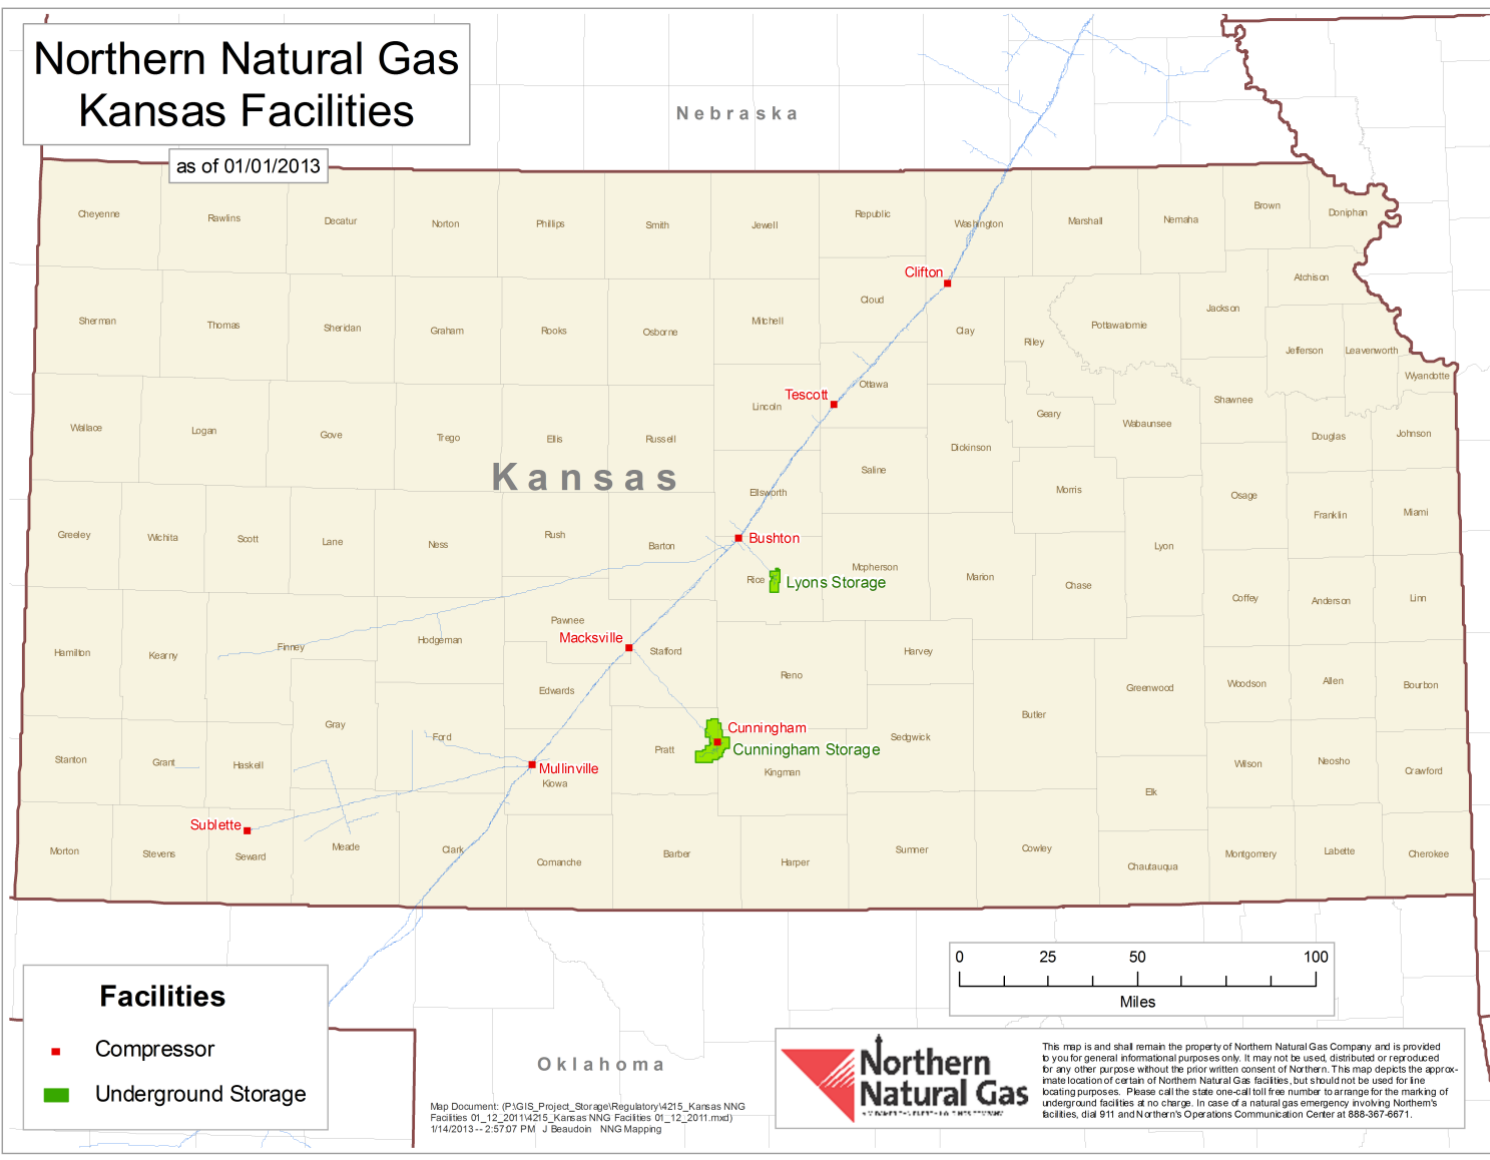 Northern Natural Gas
Kansas Facilities
as of 01/01/2013
Nebraska
Cheyenne
Rawlins
Decatur
Norton
Phillips
Smith
Jewell
Republic
Washington
Marshall
Nemaha
Brown
Doniphan
Clifton
Atchison
Sherman
Thomas
Sheridan
Graham
Rooks
Osborne
Mitchell
Cloud
Clay
Riley
Pottawatomie
Jackson
Jefferson
Leavenworth
Wyandotte
Tescott
Ottawa
Wallace
Logan
Gove
Trego
Ellis
Russell
Lincoln
Saline
Dickinson
Geary
Wabaunsee
Shawnee
Douglas
Johnson
Kansas
Ellsworth
Morris
Osage
Franklin
Miami
Greeley
Wichita
Scott
Lane
Ness
Rush
Barton
Bushton
Rice
Lyons Storage
Mcpherson
Marion
Chase
Lyon
Coffey
Anderson
Linn
Hamilton
Kearny
Finney
Hodgeman
Pawnee
Macksville
Stafford
Edwards
Reno
Harvey
Greenwood
Woodson
Allen
Bourbon
Gray
Ford
Pratt
Cunningham
Cunningham Storage
Kingman
Sedgwick
Butler
Stanton
Grant
Haskell
Mullinville
Kiowa
Elk
Wilson
Neosho
Crawford
Sublette
Morton
Stevens
Seward
Meade
Clark
Comanche
Barber
Harper
Sumner
Cowley
Chautauqua
Montgomery
Labette
Cherokee
0 25 50 100
Miles
Facilities
Compressor
Underground Storage
Oklahoma
Map Document: (P:\GIS_Project_Storage\Regulatory\4215_Kansas NNG
Facilities 01_12_2011\4215_Kansas NNG Facilities 01_12_2011.mxd)
1/14/2013 -- 2:57:07 PM J Beaudoin NNG Mapping
Northern
Natural Gas
This map is and shall remain the property of Northern Natural Gas Company and is provided
to you for general informational purposes only. It may not be used, distributed or reproduced
for any other purpose without the prior written consent of Northern. This map depicts the approx-
imate location of certain of Northern Natural Gas facilities, but should not be used for line
locating purposes. Please call the state one-call toll free number to arrange for the marking of
underground facilities at no charge. In case of a natural gas emergency involving Northern's
facilities, dial 911 and Northern's Operations Communication Center at 888-367-6671.